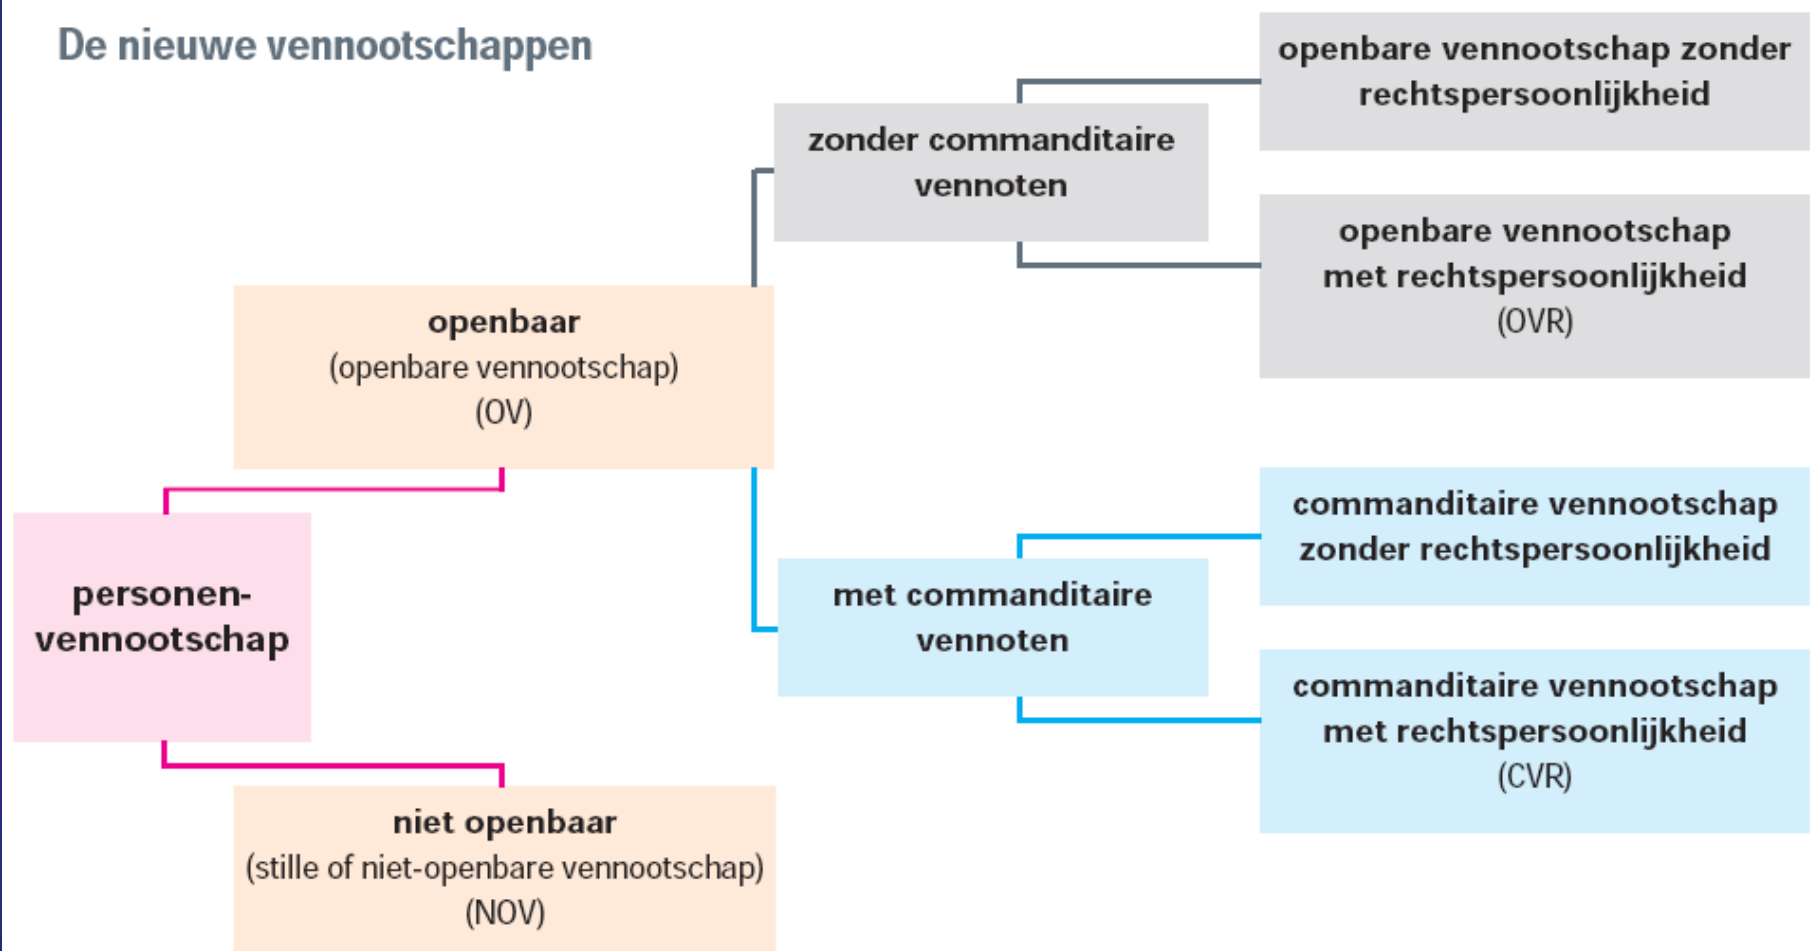 De nieuwe vennootschappen
openbare vennootschap zonder
rechtspersoonlijkheid
zonder commanditaire
vennoten
openbare vennootschap
met rechtspersoonlijkheid
(OVR)
openbaar
(openbare vennootschap)
(OV)
commanditaire vennootschap
zonder rechtspersoonlijkheid
personen-
vennootschap
met commanditaire
vennoten
commanditaire vennootschap
met rechtspersoonlijkheid
(CVR)
niet openbaar
(stille of niet-openbare vennootschap)
(NOV)